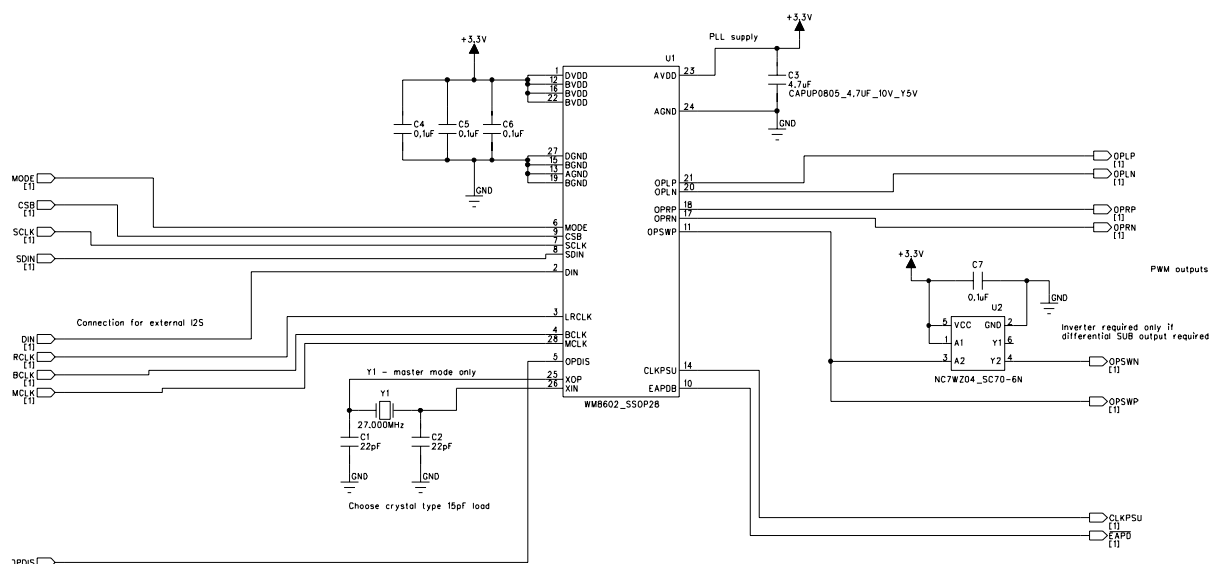 +3.3V
PLL supply
+3.3V
U1
1 DVDD
12 BVDD
16 BVDD
22 BVDD
AVDD 23
C3
4.7uF
CAPUP0805_4.7UF_10V_Y5V
AGND 24
GND
C4
0.1uF
C5
0.1uF
C6
0.1uF
27 DGND
15 BGND
13 AGND
19 BGND
GND
OPLP 21
OPLN 20
OPRP 18
OPRN 17
OPSWP 11
OPLP
[1]
OPLN
[1]
OPRP
[1]
OPRN
[1]
MODE
[1]
CSB
[1]
SCLK
[1]
SDIN
[1]
6 MODE
9 CSB
7 SCLK
8 SDIN
2 DIN
+3.3V
C7
0.1uF
GND
PWM outputs
U2
5 VCC GND 2
1 A1 Y1 6
3 A2 Y2 4
NC7WZ04_SC70-6N
Inverter required only if
differential SUB output required
OPSWN
[1]
OPSWP
[1]
Connection for external I2S
DIN
[1]
RCLK
[1]
BCLK
[1]
MCLK
[1]
3 LRCLK
4 BCLK
28 MCLK
5 OPDIS
25 XOP
26 XIN
CLKPSU 14
EAPDB 10
WM8602_SSOP28
Y1 - master mode only
Y1
27.000MHz
C1
22pF
C2
22pF
GND
GND
Choose crystal type 15pF load
CLKPSU
[1]
EAPD
[1]
OPDIS